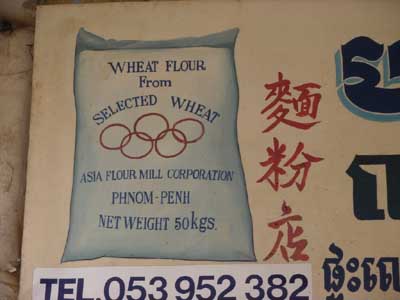 WHEAT FLOUR
From
SELECTED WHEAT
ASIA FLOUR MILL CORPORATION
PHNOM-PENH
NET WEIGHT 50kgs.
麵粉店
TEL.053 952 382